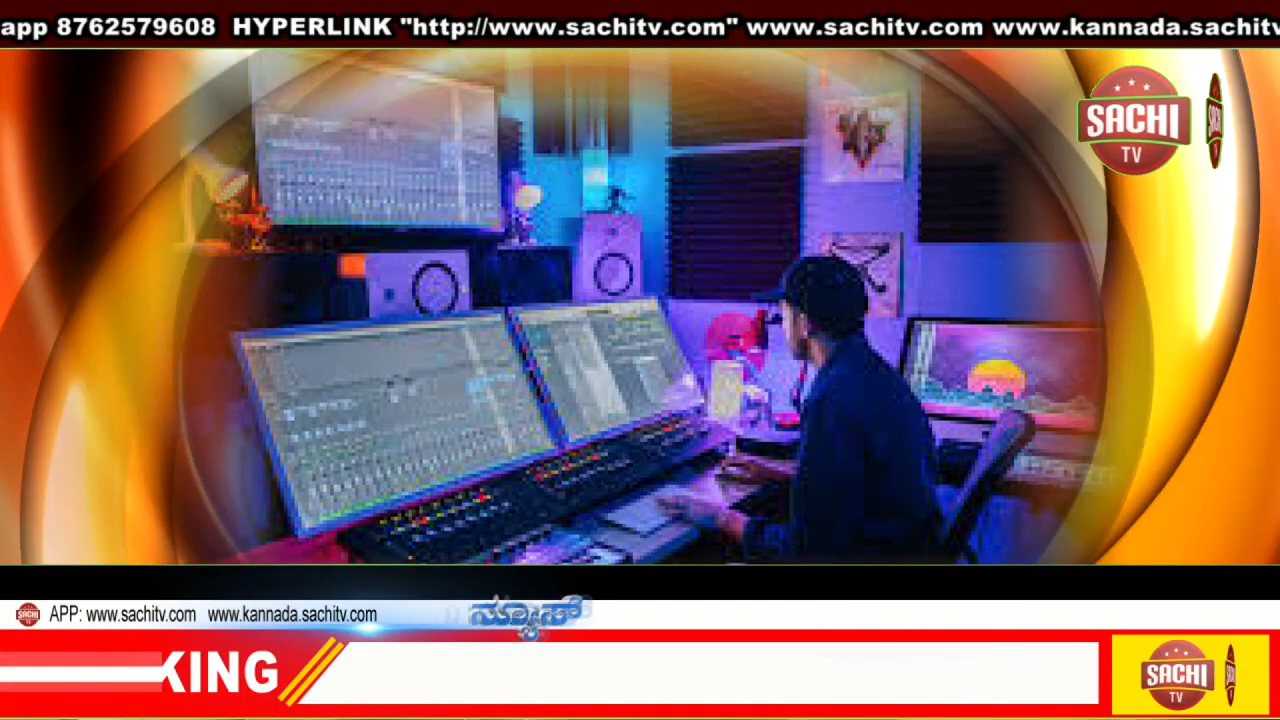 app 8762579608 HYPERLINK "http://www.sachitv.com" www.sachitv.com www.kannada.sachitv
SACHI
TV
APP: www.sachitv.com www.kannada.sachitv.com
ನ್ಯೂಸ್
KING
SACHI
TV